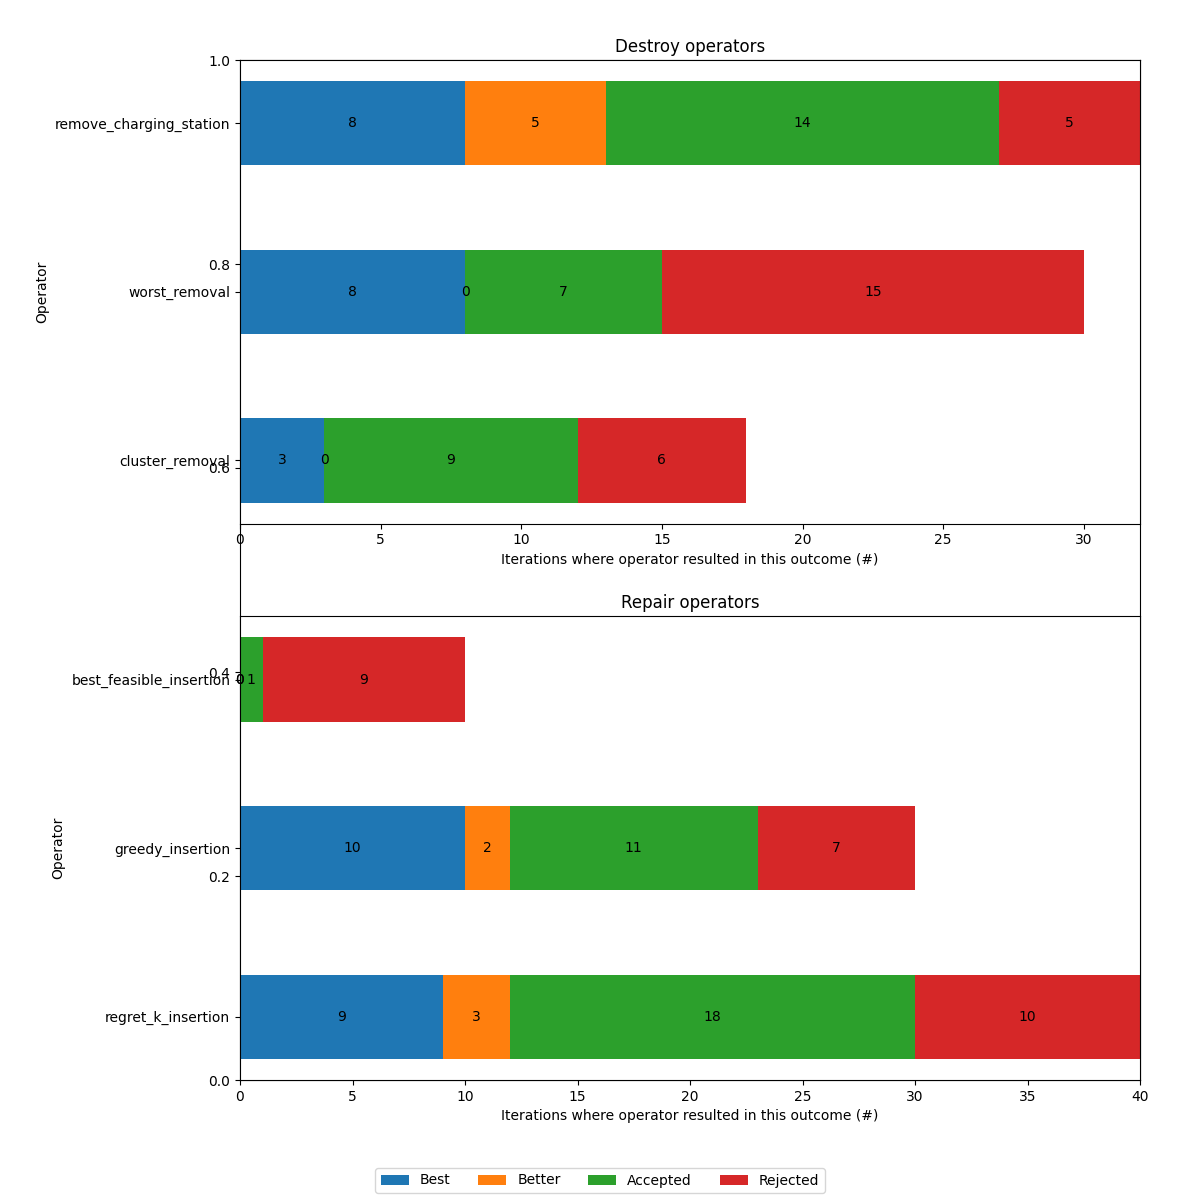 Destroy operators
1.0
remove_charging_station 8 5 14 5
0.8
Operator
worst_removal 8 0 7 15
cluster_removal 3 0 9 6
0.6
0 5 10 15 20 25 30
Iterations where operator resulted in this outcome (#)
Repair operators
0.4
best_feasible_insertion 0 0 1 9
Operator
greedy_insertion 10 2 11 7
0.2
regret_k_insertion 9 3 18 10
0.0
0 5 10 15 20 25 30 35 40
Iterations where operator resulted in this outcome (#)
Best Better Accepted Rejected